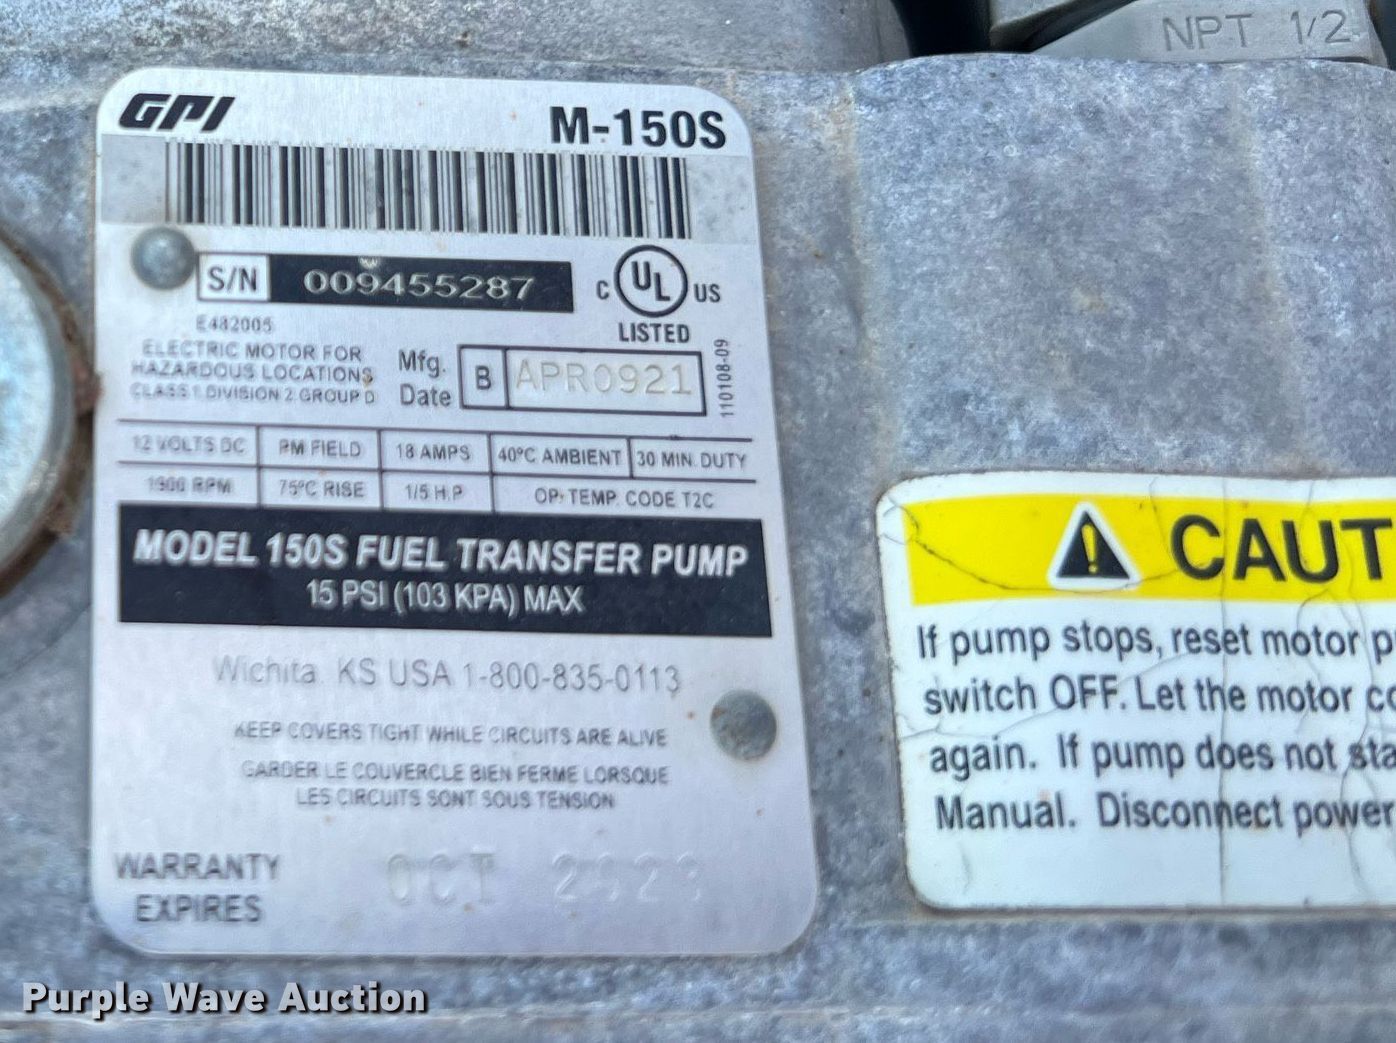 NPT 1/2
GPI
M-150S
S/N 009455287
C UL US
LISTED
E482005
ELECTRIC MOTOR FOR
HAZARDOUS LOCATIONS
CLASS 1 DIVISION 2 GROUP D
Mfg.
Date
B APR0921
110108-09
12 VOLTS DC PM FIELD 18 AMPS 40°C AMBIENT 30 MIN. DUTY
RPM 75°C RISE 1/5 H.P OP. TEMP. CODE T2C
MODEL 150S FUEL TRANSFER PUMP
15 PSI (103 KPA) MAX
Wichita, KS USA 1-800-835-0113
KEEP COVERS TIGHT WHILE CIRCUITS ARE ALIVE
GARDER LE COUVERCLE BIEN FERME LORSQUE
LES CIRCUITS SONT SOUS TENSION
WARRANTY
EXPIRES
OCT 2023
CAUT
If pump stops, reset motor p
switch OFF. Let the motor co
again. If pump does not sta
Manual. Disconnect power
Purple Wave Auction